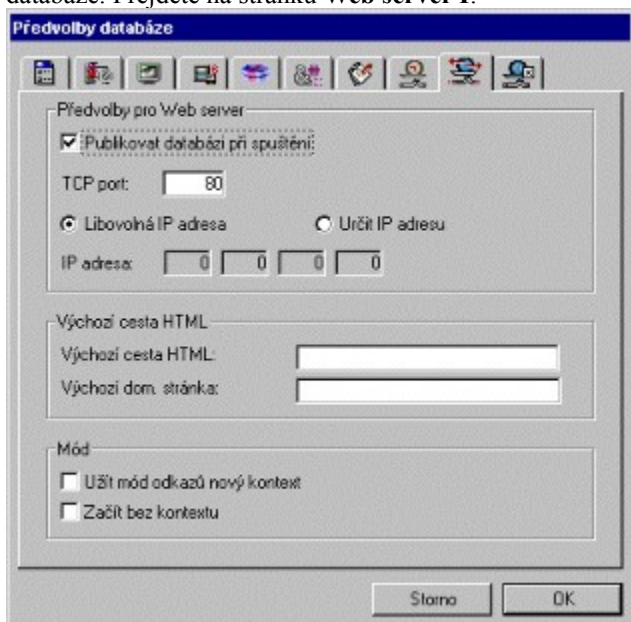 databáze. Přejděte na stránku Web server I.
Předvolby databáze
Předvolby pro Web server
Publikovat databázi při spuštění
TCP port: 80
Libovolná IP adresa Určit IP adresu
IP adresa: 0 0 0 0
Výchozí cesta HTML
Výchozí cesta HTML:
Výchozí dom. stránka:
Mód
Užít mód odkazů nový kontext
Začít bez kontextu
Storno OK